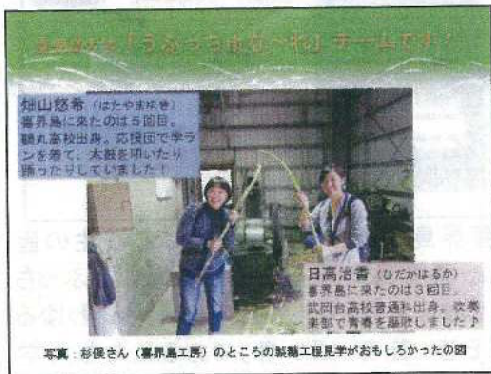 「うふっちゅむ～れ」チームです！
畑山悠希（はたやまゆき）
喜界島に来たのは５回目。
鶴丸高校出身。応援団で学ラ
ンを着て、太鼓を叩いたり
踊ったりしていました！
日高治香（ひだかはるか）
喜界島に来たのは３回目。
武岡台高校普通科出身。吹奏
楽部で青春を謳歌しました♪
写真：杉俣さん（喜界島工房）のところの製糖工程見学がおもしろかったの図